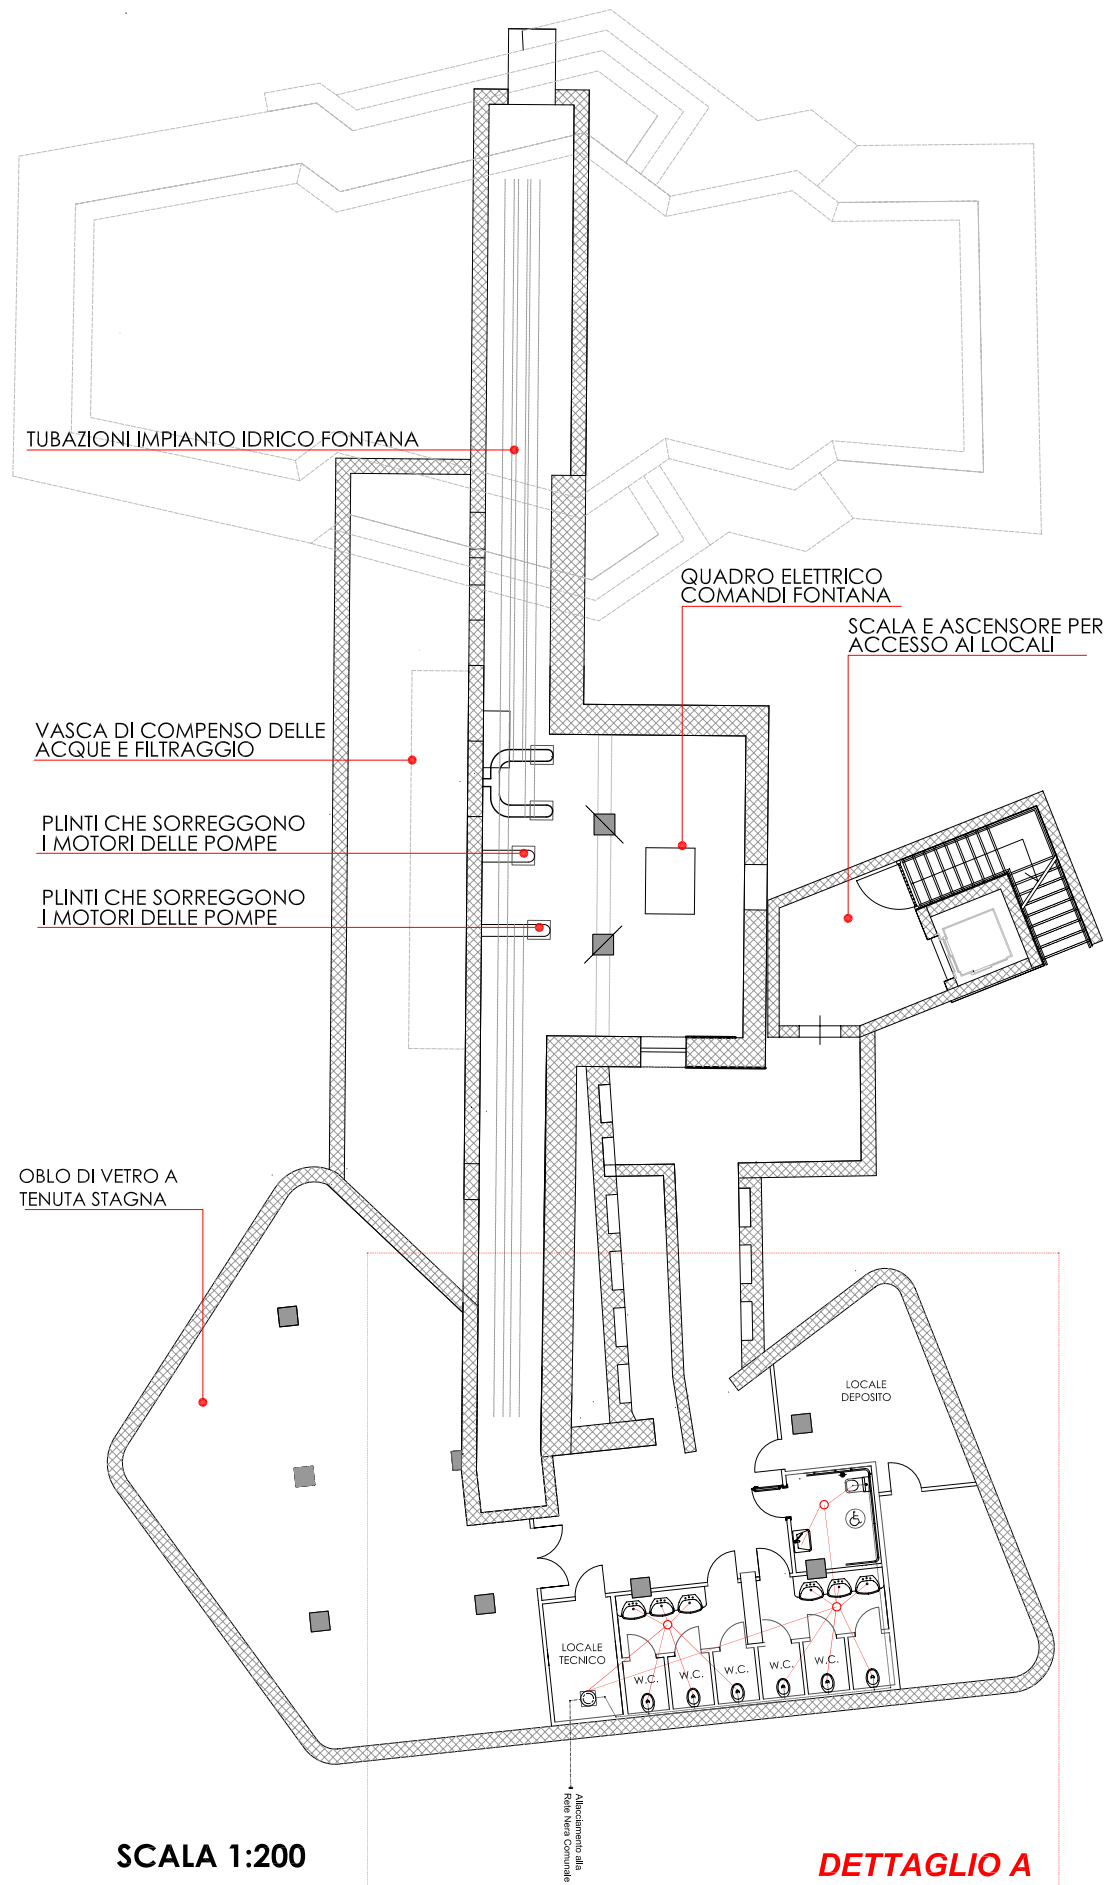 TUBAZIONI IMPIANTO IDRICO FONTANA
QUADRO ELETTRICO
COMANDI FONTANA
SCALA E ASCENSORE PER
ACCESSO AI LOCALI
VASCA DI COMPENSO DELLE
ACQUE E FILTRAGGIO
PLINTI CHE SORREGGONO
I MOTORI DELLE POMPE
PLINTI CHE SORREGGONO
I MOTORI DELLE POMPE
OBLO DI VETRO A
TENUTA STAGNA
LOCALE
DEPOSITO
LOCALE
TECNICO
W.C.
W.C.
W.C.
W.C.
W.C.
Allacciamento alla
Rete Nera Comunale
SCALA 1:200
DETTAGLIO A